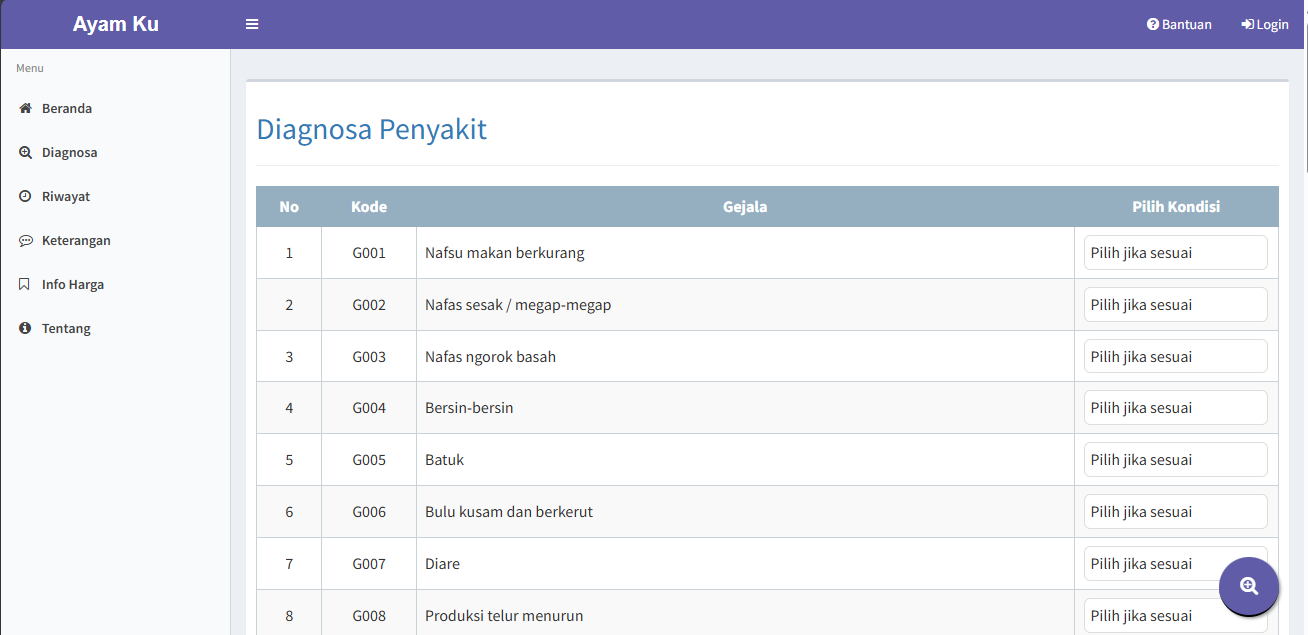 Ayam Ku
Bantuan
Login
Menu
Beranda
Diagnosa
Riwayat
Keterangan
Info Harga
Tentang
Diagnosa Penyakit
No Kode Gejala Pilih Kondisi
1 G001 Nafsu makan berkurang Pilih jika sesuai
2 G002 Nafas sesak / megap-megap Pilih jika sesuai
3 G003 Nafas ngorok basah Pilih jika sesuai
4 G004 Bersin-bersin Pilih jika sesuai
5 G005 Batuk Pilih jika sesuai
6 G006 Bulu kusam dan berkerut Pilih jika sesuai
7 G007 Diare Pilih jika sesuai
8 G008 Produksi telur menurun Pilih jika sesuai